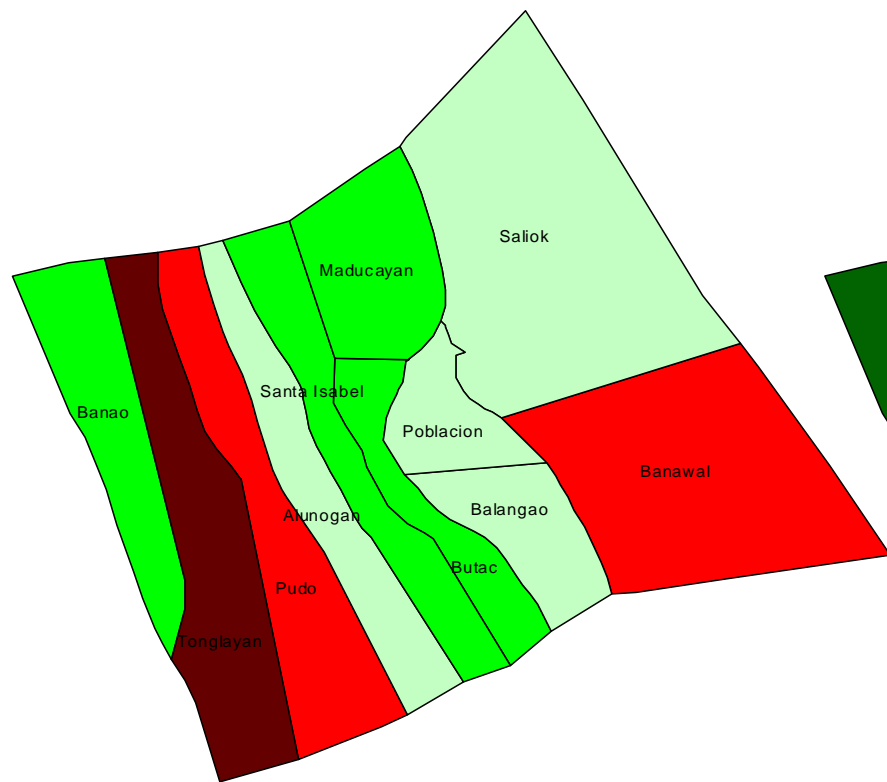 Saliok
Maducayan
Santa Isabel
Banao
Poblacion
Banawal
Balangao
Alunogan
Butac
Pudo
Tonglayan